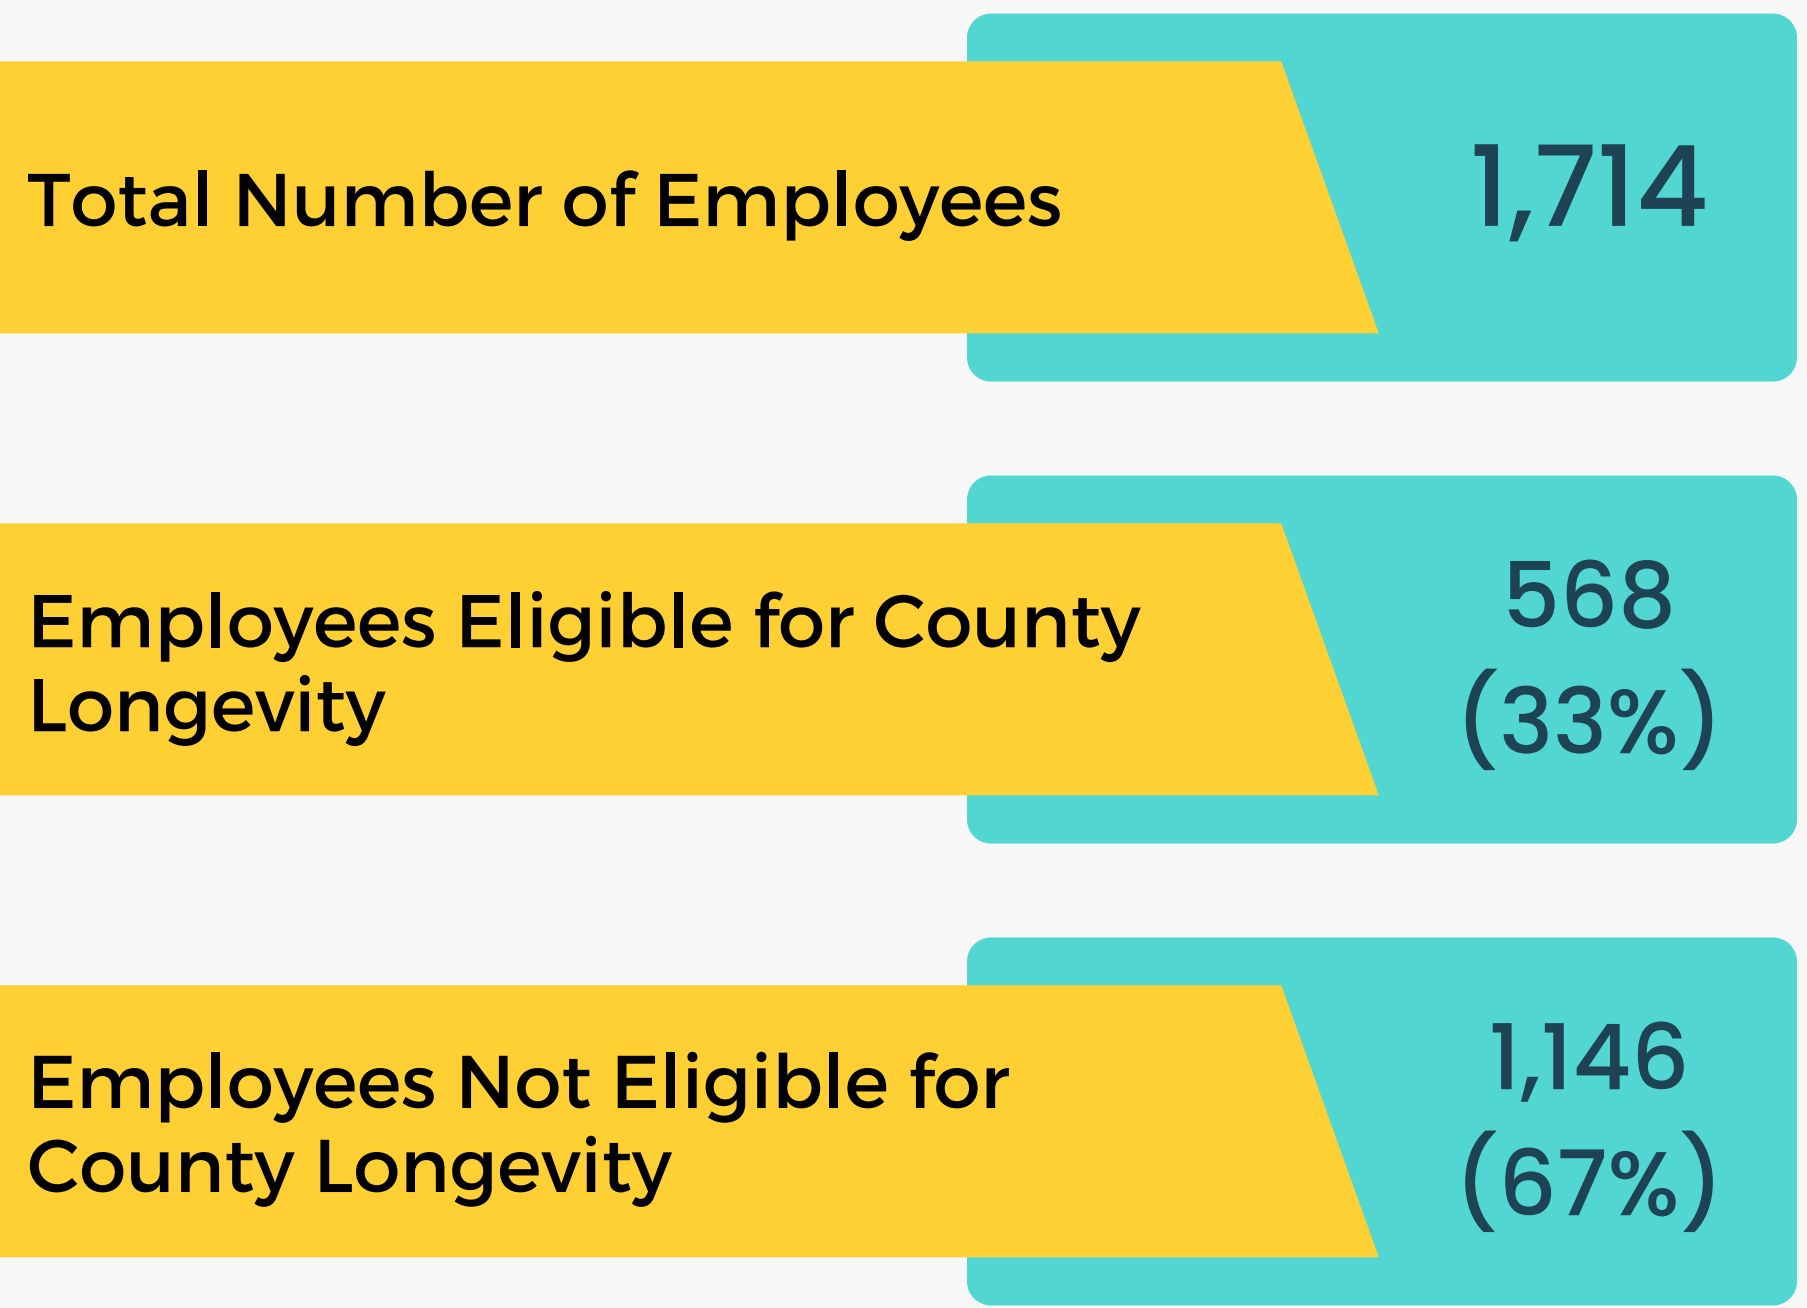 Total Number of Employees
1,714
Employees Eligible for County
Longevity
568
(33%)
Employees Not Eligible for
County Longevity
1,146
(67%)